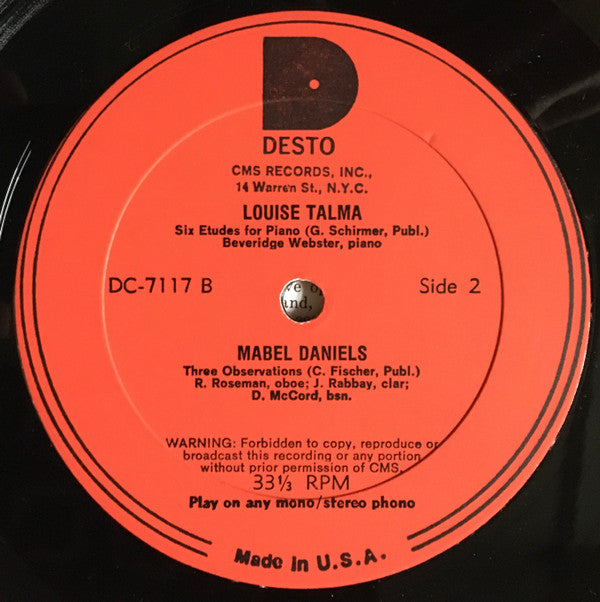 DESTO
CMS RECORDS, INC.,
14 Warren St., N.Y.C.
LOUISE TALMA
Six Etudes for Piano (G. Schirmer, Publ.)
Beveridge Webster, piano
DC-7117 B
Side 2
MABEL DANIELS
Three Observations (C. Fischer, Publ.)
R. Roseman, oboe; J. Rabbay, clar;
D. McCord, bsn.
WARNING: Forbidden to copy, reproduce or
broadcast this recording or any portion
without prior permission of CMS.
33⅓ RPM
Play on any mono/stereo phono
Made in U.S.A.